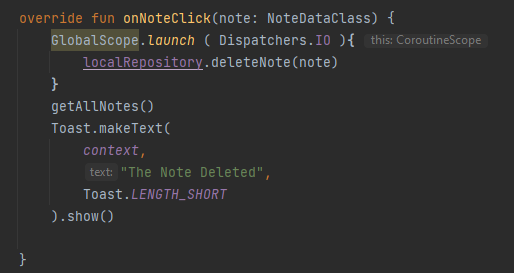 override fun onNoteClick(note: NoteDataClass) {
GlobalScope.launch ( Dispatchers.IO ){ this: CoroutineScope
localRepository.deleteNote(note)
}
getAllNotes()
Toast.makeText(
context,
text: "The Note Deleted",
Toast.LENGTH_SHORT
).show()
}